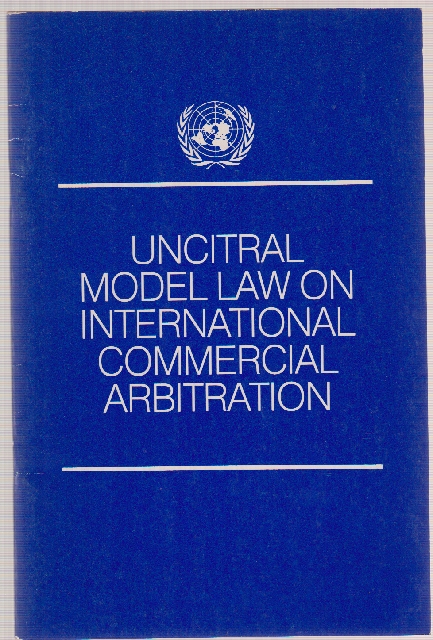 UNCITRAL
MODEL LAW ON
INTERNATIONAL
COMMERCIAL
ARBITRATION